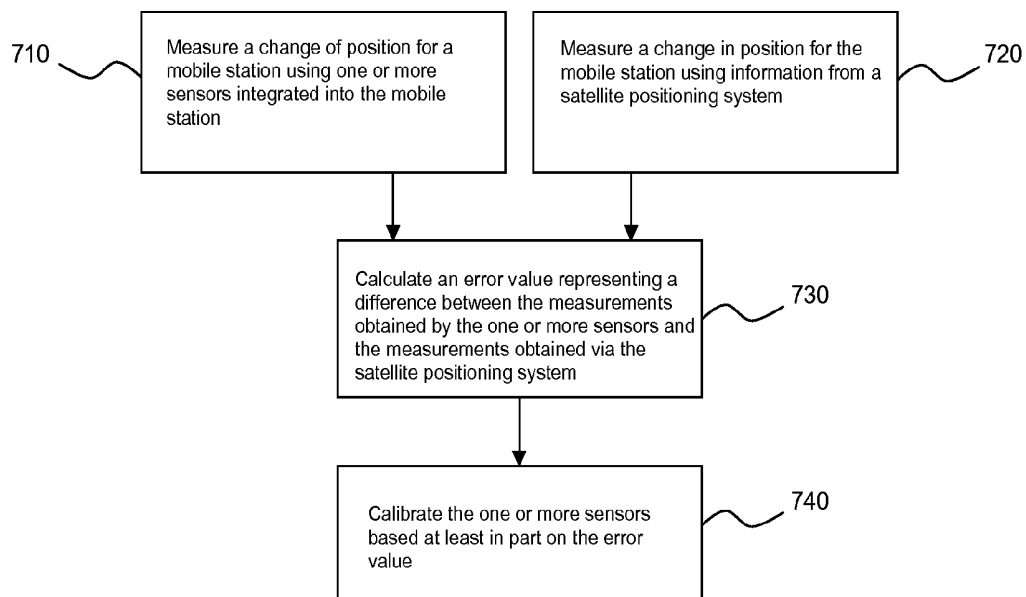 710
Measure a change of position for a
mobile station using one or more
sensors integrated into the mobile
station
Measure a change in position for the
mobile station using information from a
satellite positioning system
720
Calculate an error value representing a
difference between the measurements
obtained by the one or more sensors and
the measurements obtained via the
satellite positioning system
730
Calibrate the one or more sensors
based at least in part on the error
value
740